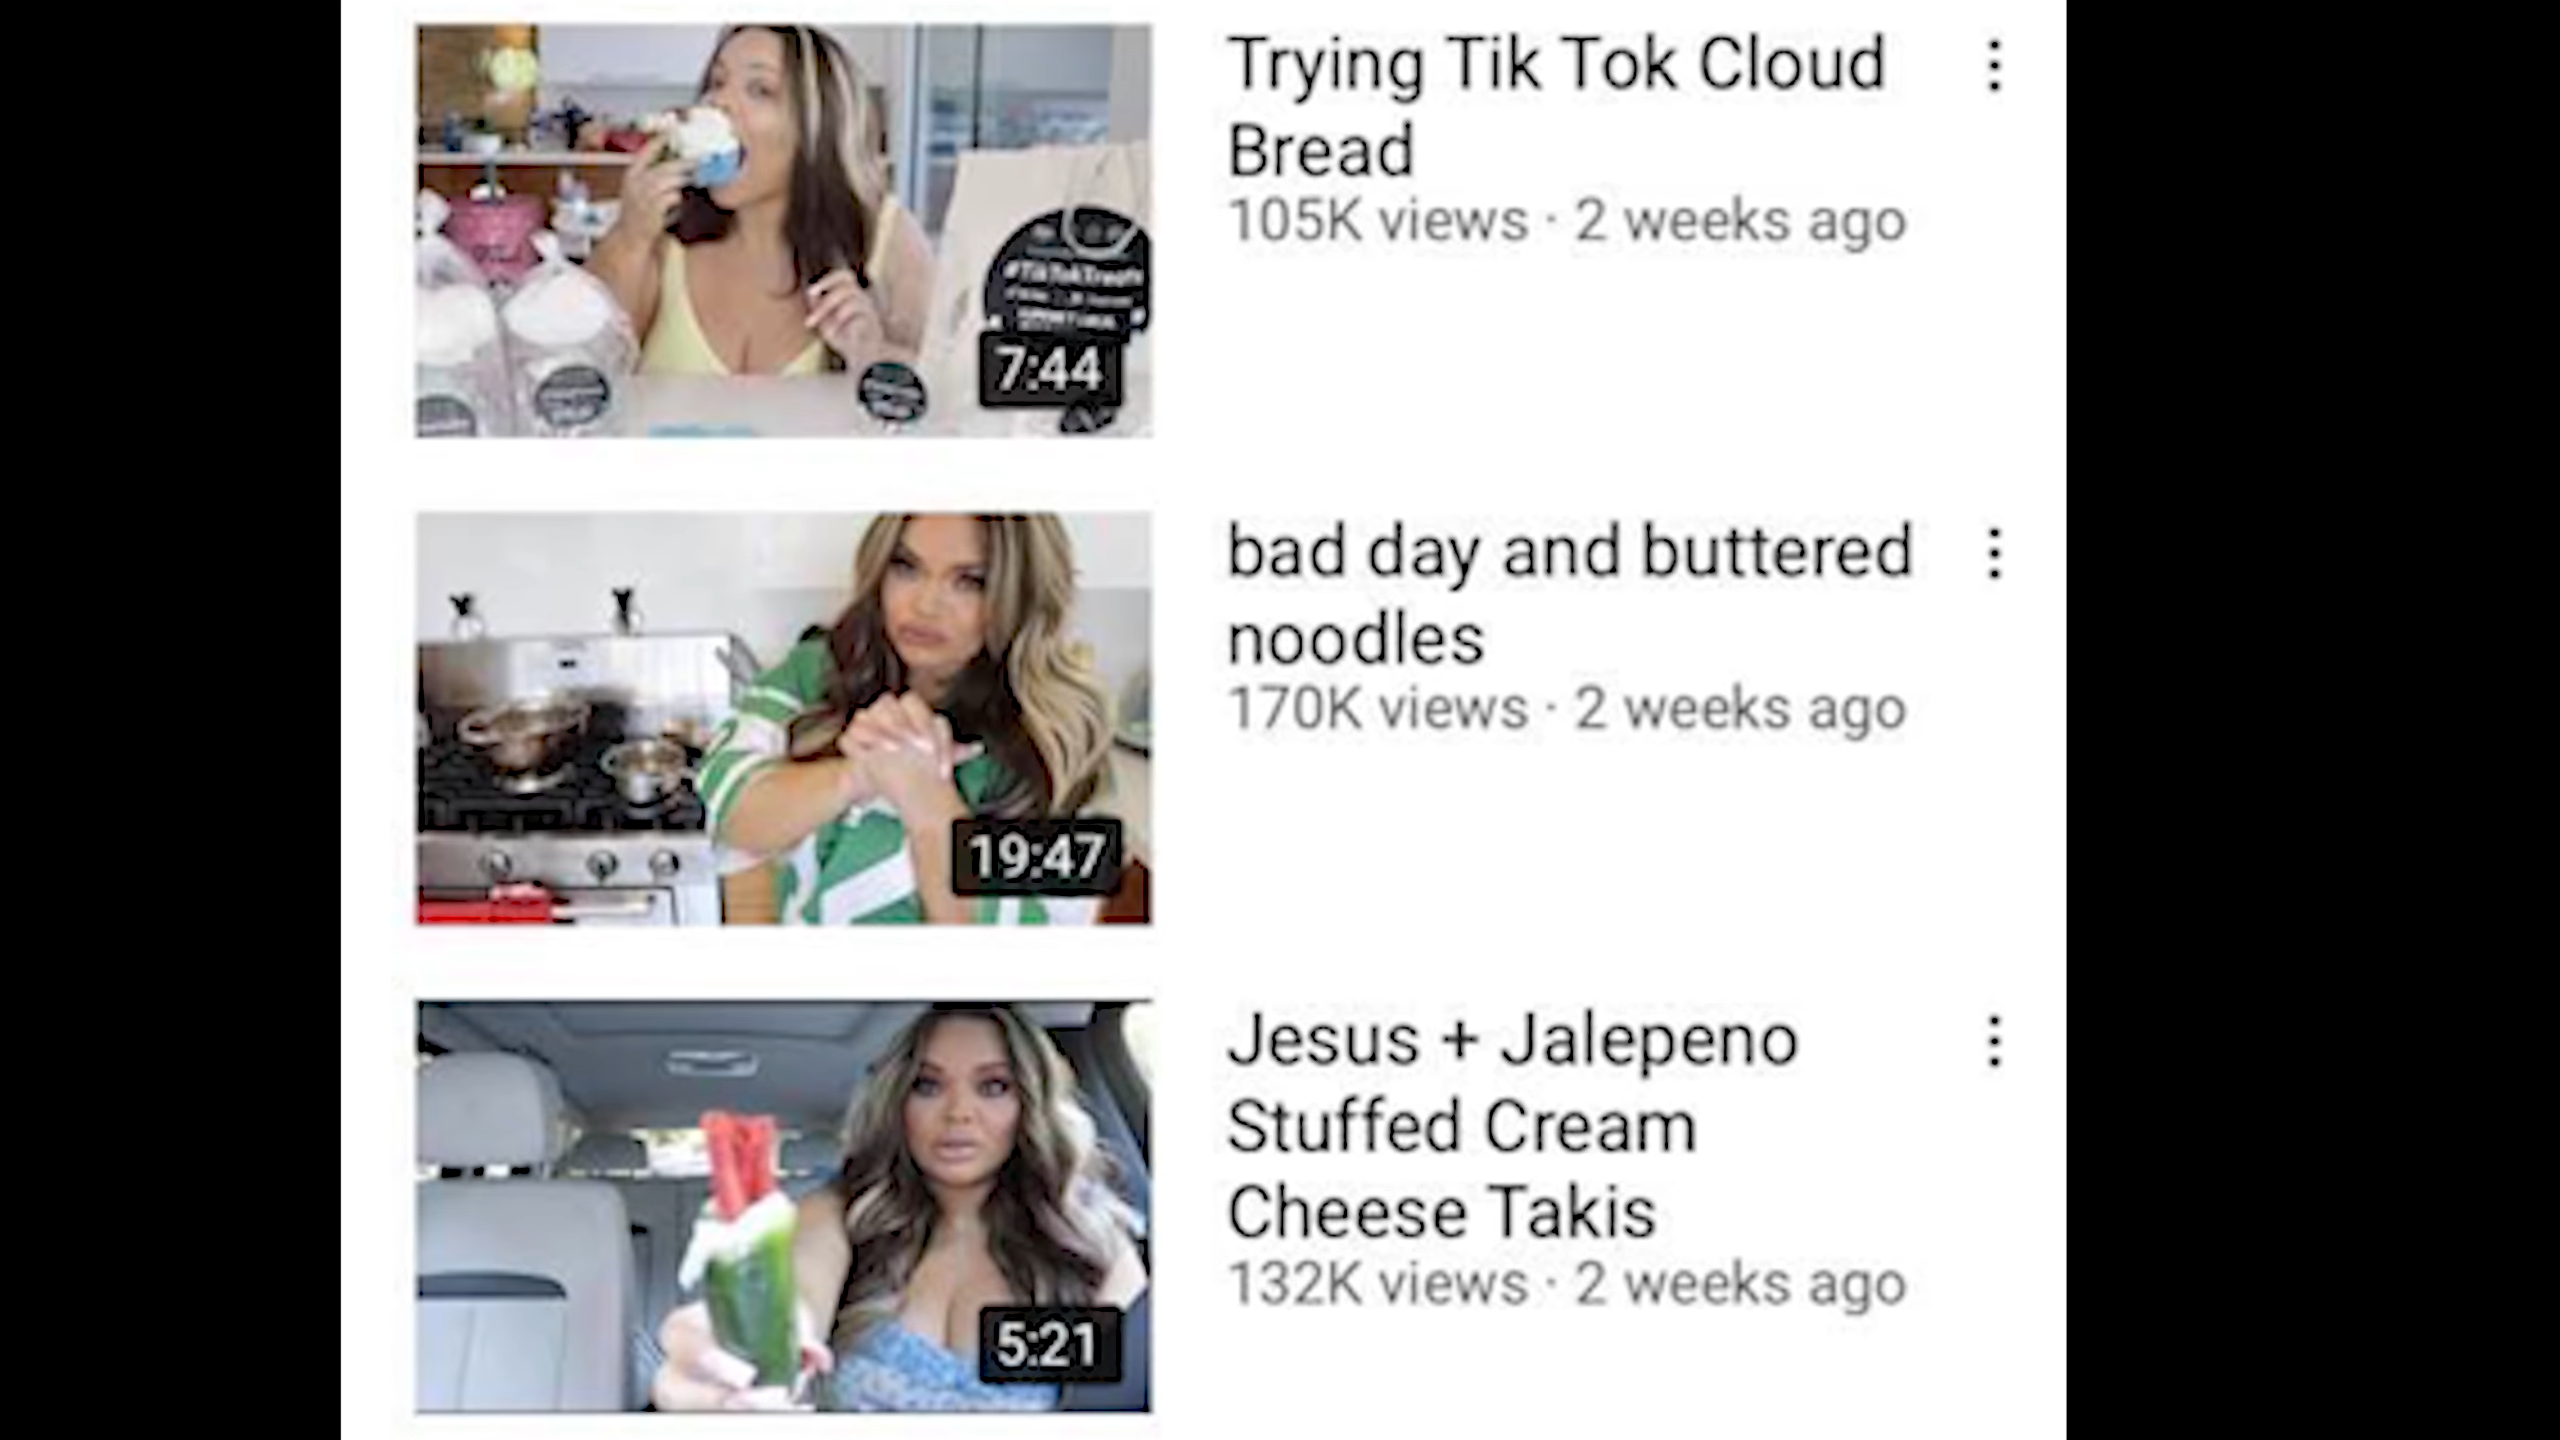 Trying Tik Tok Cloud
Bread
105K views · 2 weeks ago
#TikTokTreats
7:44
bad day and buttered
noodles
170K views · 2 weeks ago
19:47
Jesus + Jalepeno
Stuffed Cream
Cheese Takis
132K views · 2 weeks ago
5:21